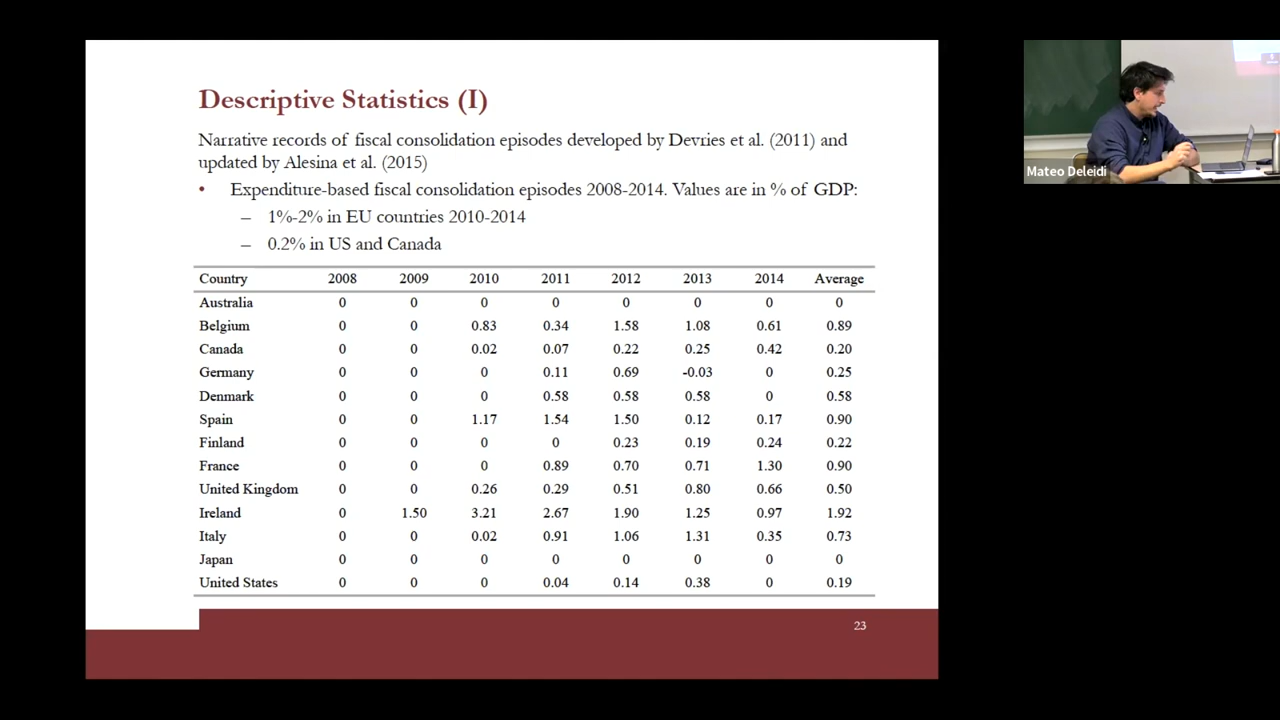 Descriptive Statistics (I)
Narrative records of fiscal consolidation episodes developed by Devries et al. (2011) and
updated by Alesina et al. (2015)
• Expenditure-based fiscal consolidation episodes 2008-2014. Values are in % of GDP:
– 1%-2% in EU countries 2010-2014
– 0.2% in US and Canada
Country 2008 2009 2010 2011 2012 2013 2014 Average
Australia 0 0 0 0 0 0 0 0
Belgium 0 0 0.83 0.34 1.58 1.08 0.61 0.89
Canada 0 0 0.02 0.07 0.22 0.25 0.42 0.20
Germany 0 0 0 0.11 0.69 -0.03 0 0.25
Denmark 0 0 0 0.58 0.58 0.58 0 0.58
Spain 0 0 1.17 1.54 1.50 0.12 0.17 0.90
Finland 0 0 0 0 0.23 0.19 0.24 0.22
France 0 0 0 0.89 0.70 0.71 1.30 0.90
United Kingdom 0 0 0.26 0.29 0.51 0.80 0.66 0.50
Ireland 0 1.50 3.21 2.67 1.90 1.25 0.97 1.92
Italy 0 0 0.02 0.91 1.06 1.31 0.35 0.73
Japan 0 0 0 0 0 0 0 0
United States 0 0 0 0.04 0.14 0.38 0 0.19
23
Mateo Deleidi